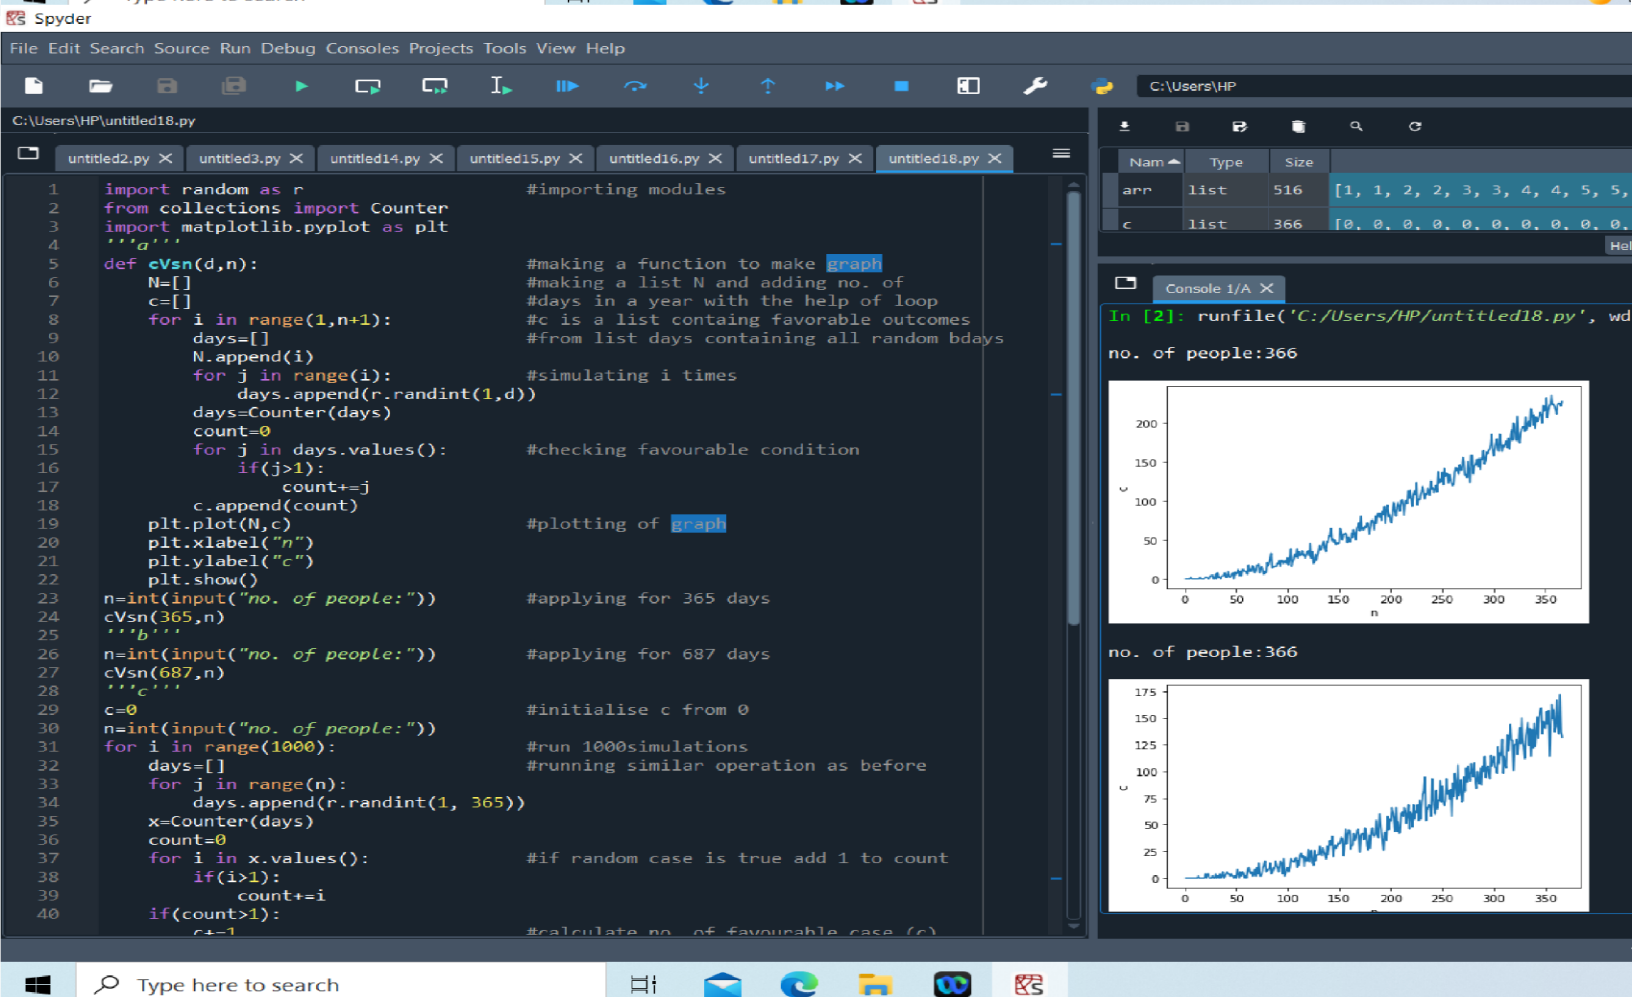 Spyder
File Edit Search Source Run Debug Consoles Projects Tools View Help
C:\Users\HP
C:\Users\HP\untitled18.py
untitled2.py untitled3.py untitled14.py untitled15.py untitled16.py untitled17.py untitled18.py
1 import random as r #importing modules
2 from collections import Counter
3 import matplotlib.pyplot as plt
4 '''a'''
5 def cVsn(d,n): #making a function to make graph
6 N=[] #making a list N and adding no. of
7 c=[] #days in a year with the help of loop
8 for i in range(1,n+1): #c is a list containg favorable outcomes
9 days=[] #from list days containing all random bdays
10 N.append(i)
11 for j in range(i): #simulating i times
12 days.append(r.randint(1,d))
13 days=Counter(days)
14 count=0
15 for j in days.values(): #checking favourable condition
16 if(j>1):
17 count+=j
18 c.append(count)
19 plt.plot(N,c) #plotting of graph
20 plt.xlabel("n")
21 plt.ylabel("c")
22 plt.show()
23 n=int(input("no. of people:")) #applying for 365 days
24 cVsn(365,n)
25 '''b'''
26 n=int(input("no. of people:")) #applying for 687 days
27 cVsn(687,n)
28 '''c'''
29 c=0 #initialise c from 0
30 n=int(input("no. of people:"))
31 for i in range(1000): #run 1000simulations
32 days=[] #running similar operation as before
33 for j in range(n):
34 days.append(r.randint(1, 365))
35 x=Counter(days)
36 count=0
37 for i in x.values(): #if random case is true add 1 to count
38 if(i>1):
39 count+=i
40 if(count>1):
c+=1 #calculate no. of favourable case (c)
Nam Type Size
arr list 516 [1, 1, 2, 2, 3, 3, 4, 4, 5, 5,
c list 366 [0, 0, 0, 0, 0, 0, 0, 0, 0, 0,
Hel
Console 1/A
In [2]: runfile('C:/Users/HP/untitled18.py', wd
no. of people:366
200
150
c
100
50
0
0 50 100 150 200 250 300 350
n
no. of people:366
175
150
125
100
c
75
50
25
0
0 50 100 150 200 250 300 350
Type here to search